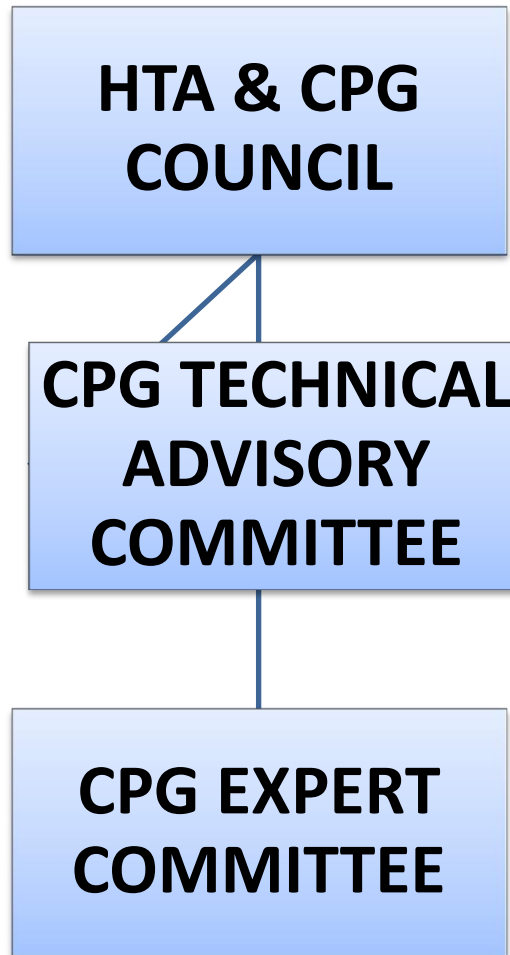 HTA & CPG
COUNCIL
CPG TECHNICAL
ADVISORY
COMMITTEE
CPG EXPERT
COMMITTEE